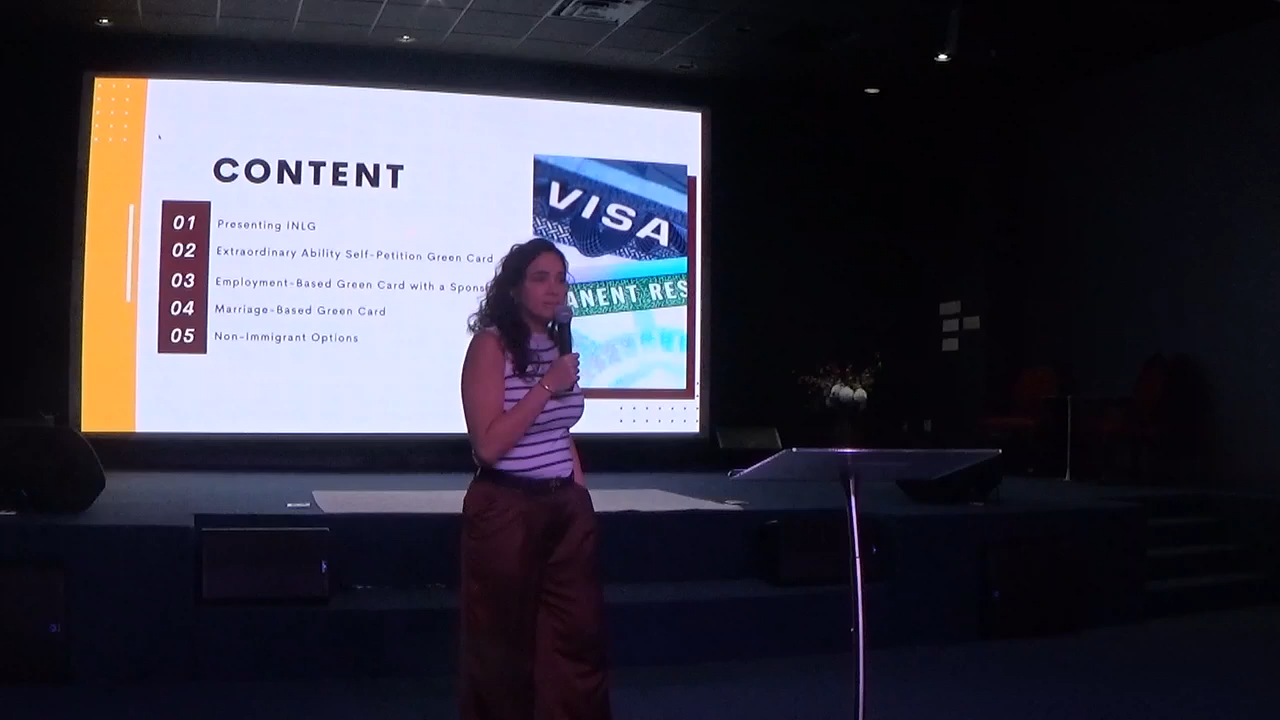 CONTENT
01 Presenting INLG
02 Extraordinary Ability Self-Petition Green Card
03 Employment-Based Green Card with a Spons
04 Marriage-Based Green Card
05 Non-Immigrant Options
VISA
ANENT RES